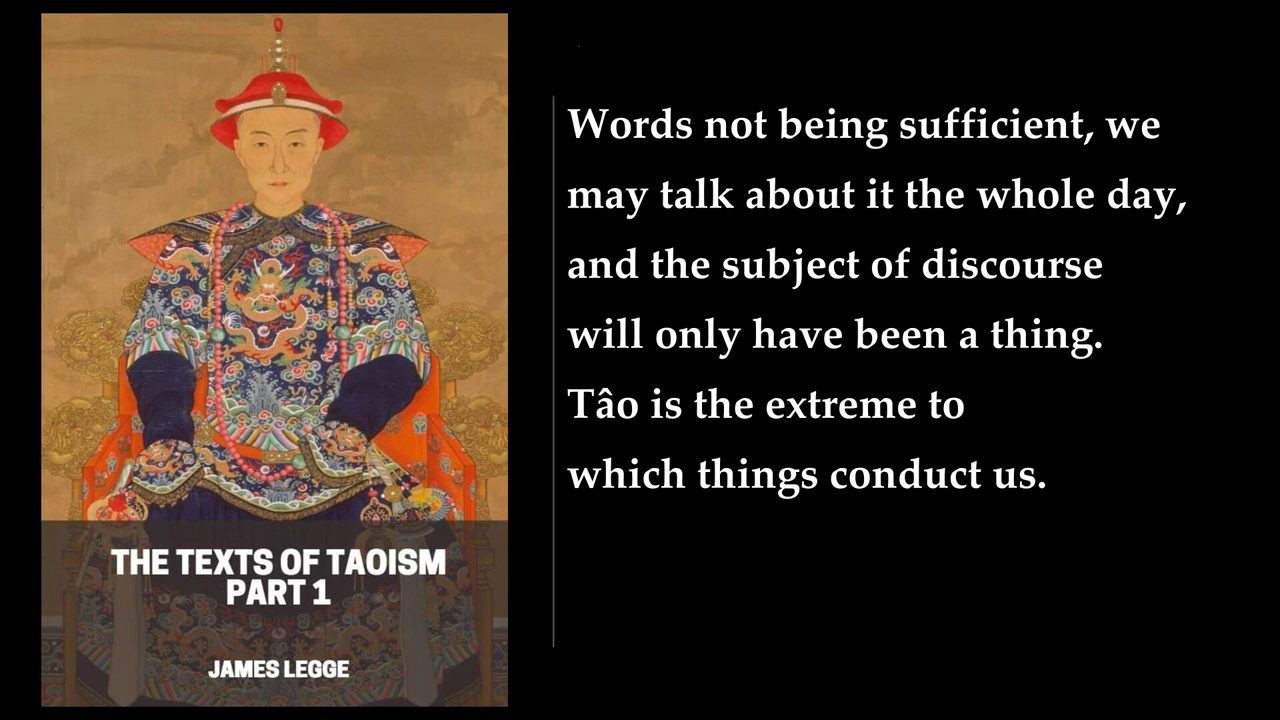 THE TEXTS OF TAOISM
PART 1
JAMES LEGGE
Words not being sufficient, we
may talk about it the whole day,
and the subject of discourse
will only have been a thing.
Tâo is the extreme to
which things conduct us.